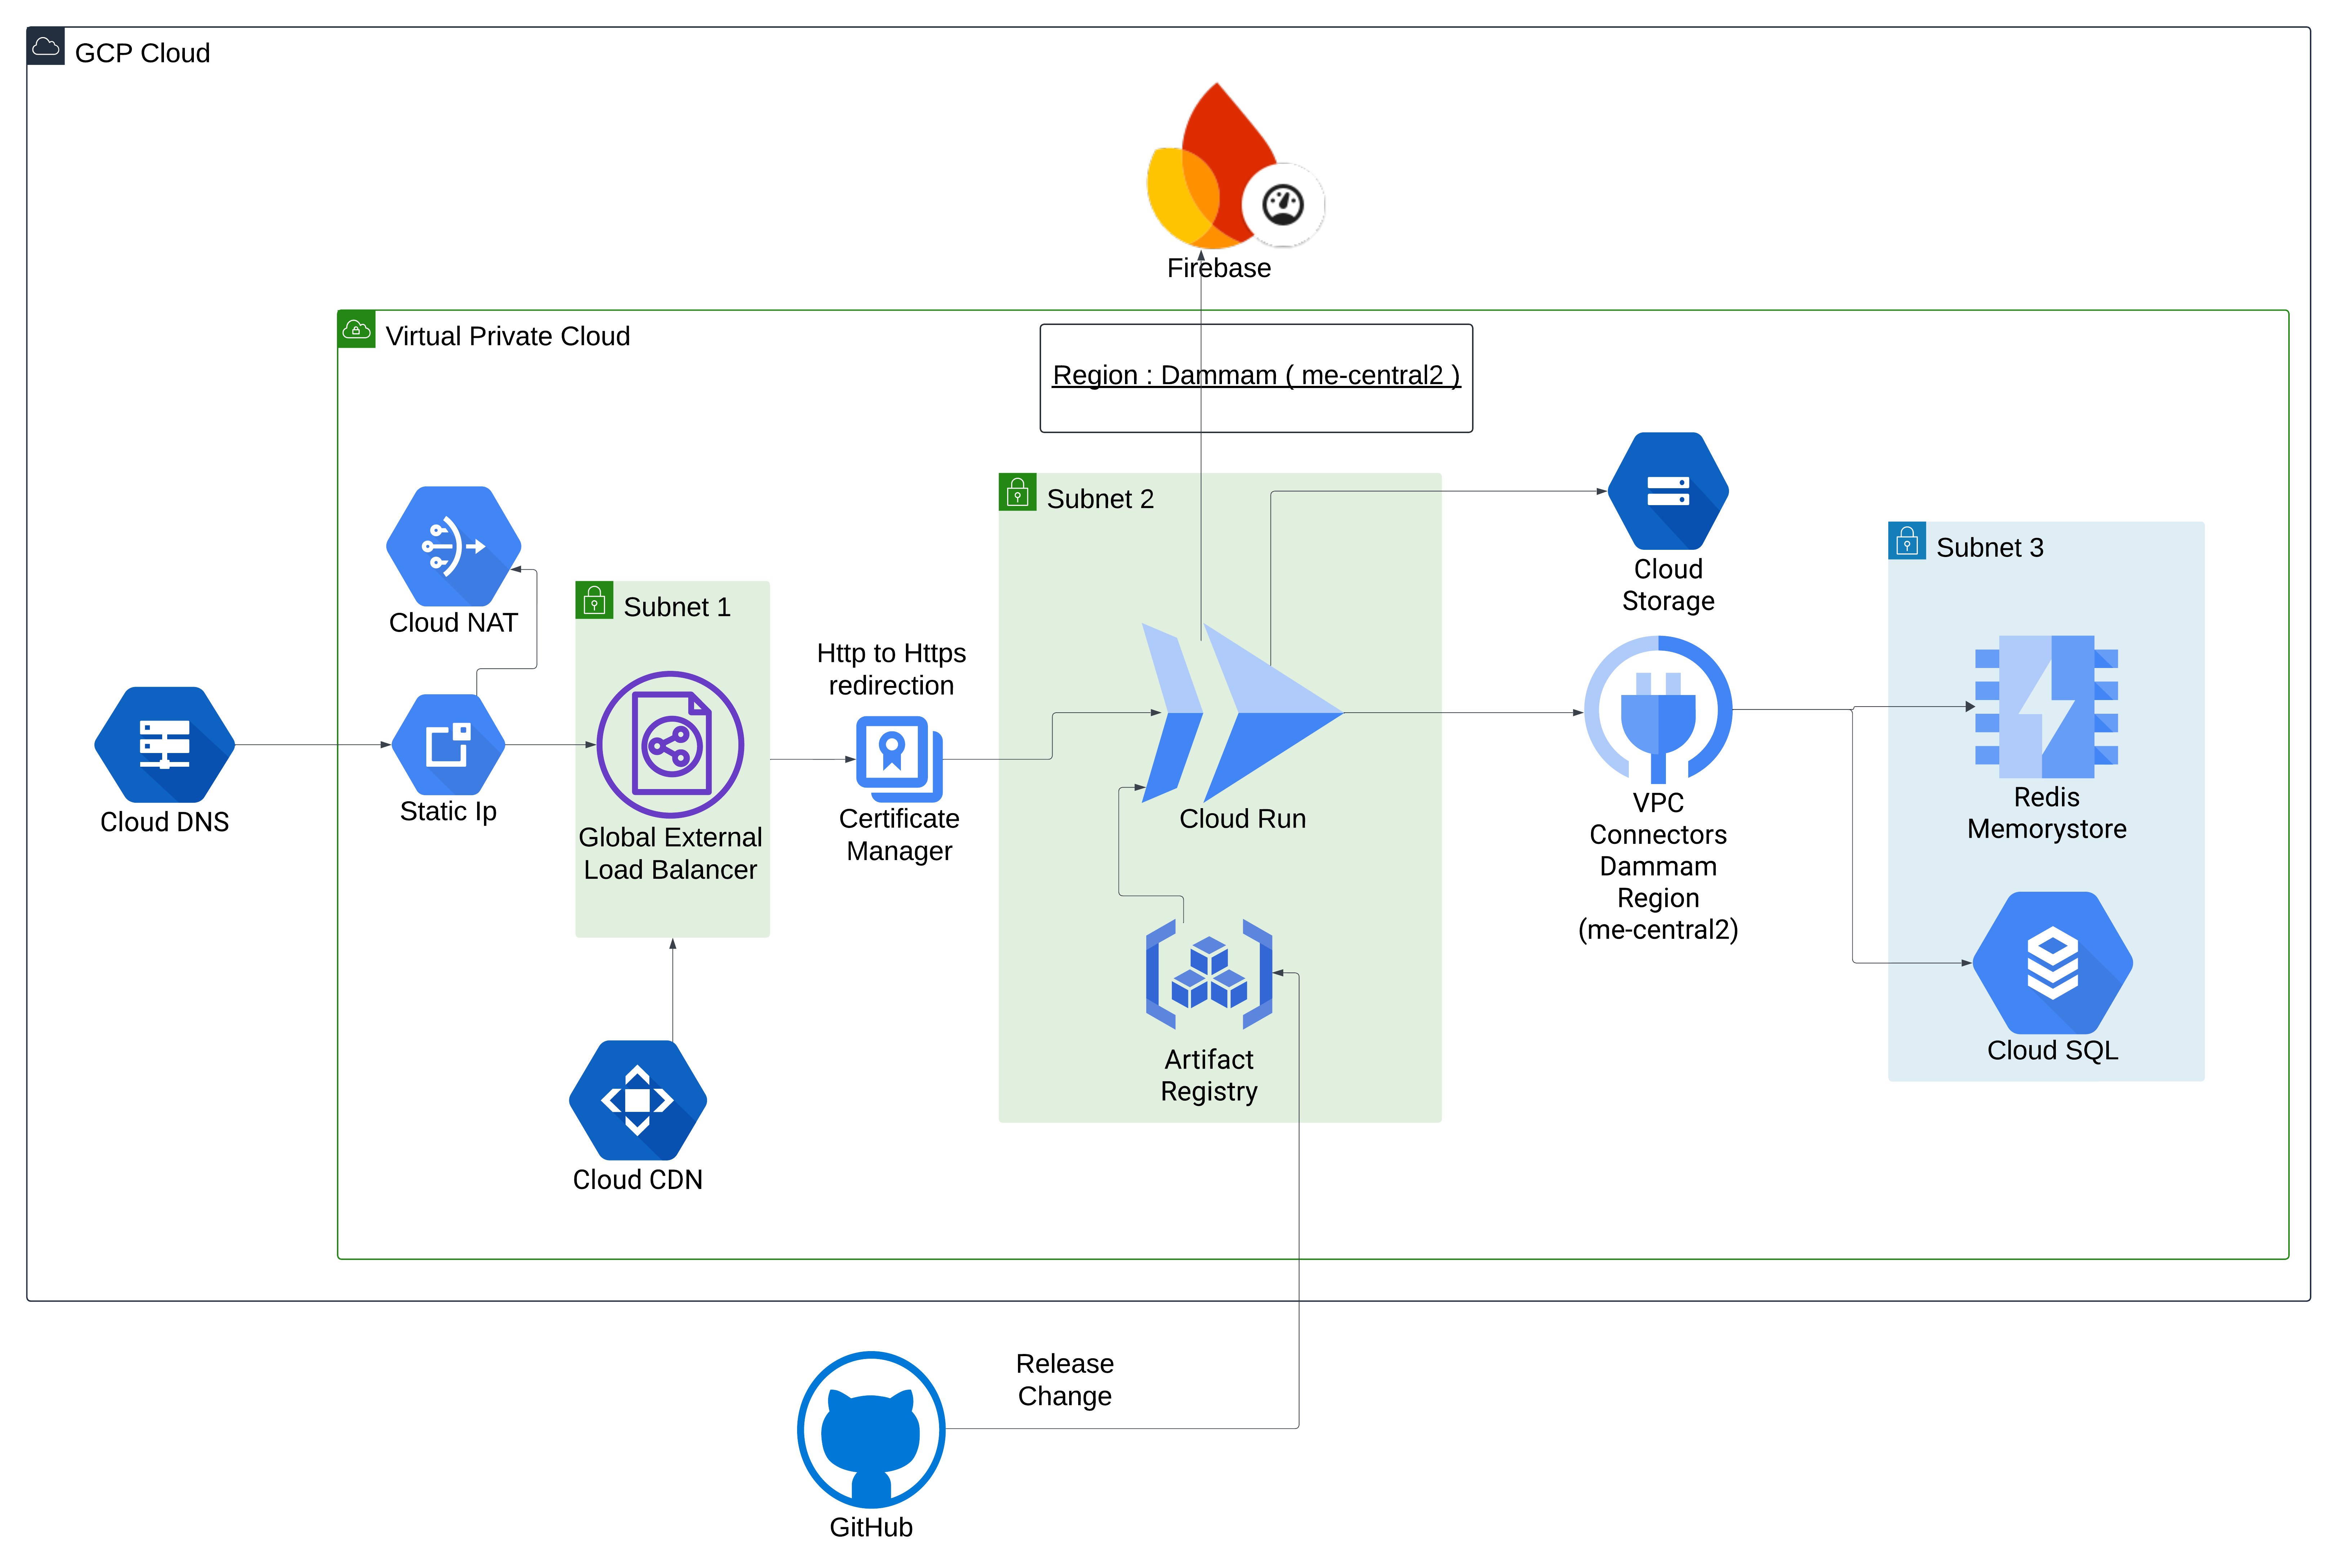 GCP Cloud
Firebase
Virtual Private Cloud
Region : Dammam ( me-central2 )
Cloud NAT
Static Ip
Cloud DNS
Subnet 1
Global External
Load Balancer
Cloud CDN
Http to Https
redirection
Certificate
Manager
Subnet 2
Cloud Run
Artifact
Registry
Cloud
Storage
VPC
Connectors
Dammam
Region
(me-central2)
Subnet 3
Redis
Memorystore
Cloud SQL
Release
Change
GitHub